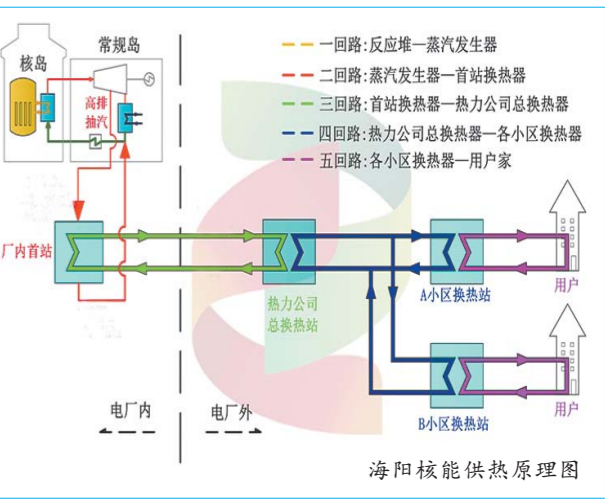 常规岛
核岛
高排
抽汽
一回路:反应堆—蒸汽发生器
二回路:蒸汽发生器—首站换热器
三回路:首站换热器—热力公司总换热器
四回路:热力公司总换热器—各小区换热器
五回路:各小区换热器—用户家
厂内首站
热力公司
总换热站
A小区换热站
用户
B小区换热站
用户
电厂内
电厂外
海阳核能供热原理图